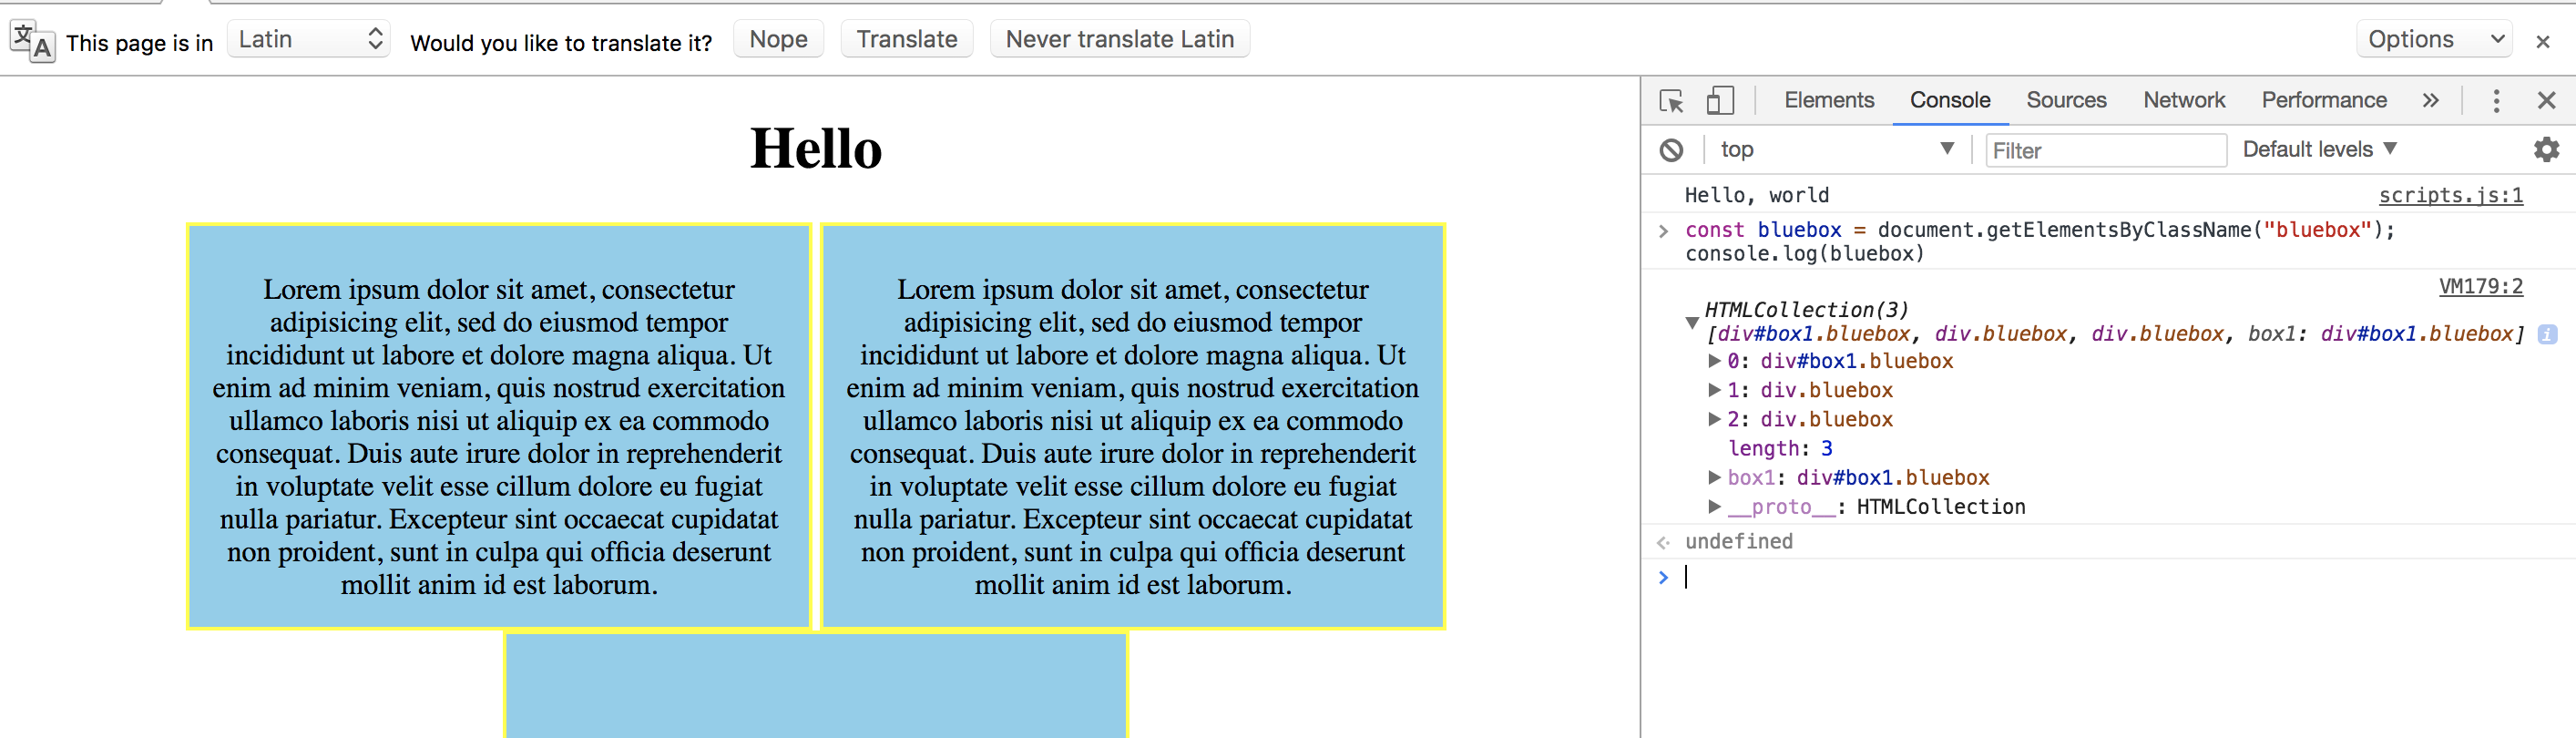 文A This page is in Latin Would you like to translate it? Nope Translate Never translate Latin Options ×
Hello
Lorem ipsum dolor sit amet, consectetur
adipisicing elit, sed do eiusmod tempor
incididunt ut labore et dolore magna aliqua. Ut
enim ad minim veniam, quis nostrud exercitation
ullamco laboris nisi ut aliquip ex ea commodo
consequat. Duis aute irure dolor in reprehenderit
in voluptate velit esse cillum dolore eu fugiat
nulla pariatur. Excepteur sint occaecat cupidatat
non proident, sunt in culpa qui officia deserunt
mollit anim id est laborum.
Lorem ipsum dolor sit amet, consectetur
adipisicing elit, sed do eiusmod tempor
incididunt ut labore et dolore magna aliqua. Ut
enim ad minim veniam, quis nostrud exercitation
ullamco laboris nisi ut aliquip ex ea commodo
consequat. Duis aute irure dolor in reprehenderit
in voluptate velit esse cillum dolore eu fugiat
nulla pariatur. Excepteur sint occaecat cupidatat
non proident, sunt in culpa qui officia deserunt
mollit anim id est laborum.
Elements Console Sources Network Performance »
top Filter Default levels
Hello, world scripts.js:1
const bluebox = document.getElementsByClassName("bluebox");
console.log(bluebox)
VM179:2
HTMLCollection(3)
[div#box1.bluebox, div.bluebox, div.bluebox, box1: div#box1.bluebox] i
0: div#box1.bluebox
1: div.bluebox
2: div.bluebox
length: 3
box1: div#box1.bluebox
__proto__: HTMLCollection
undefined